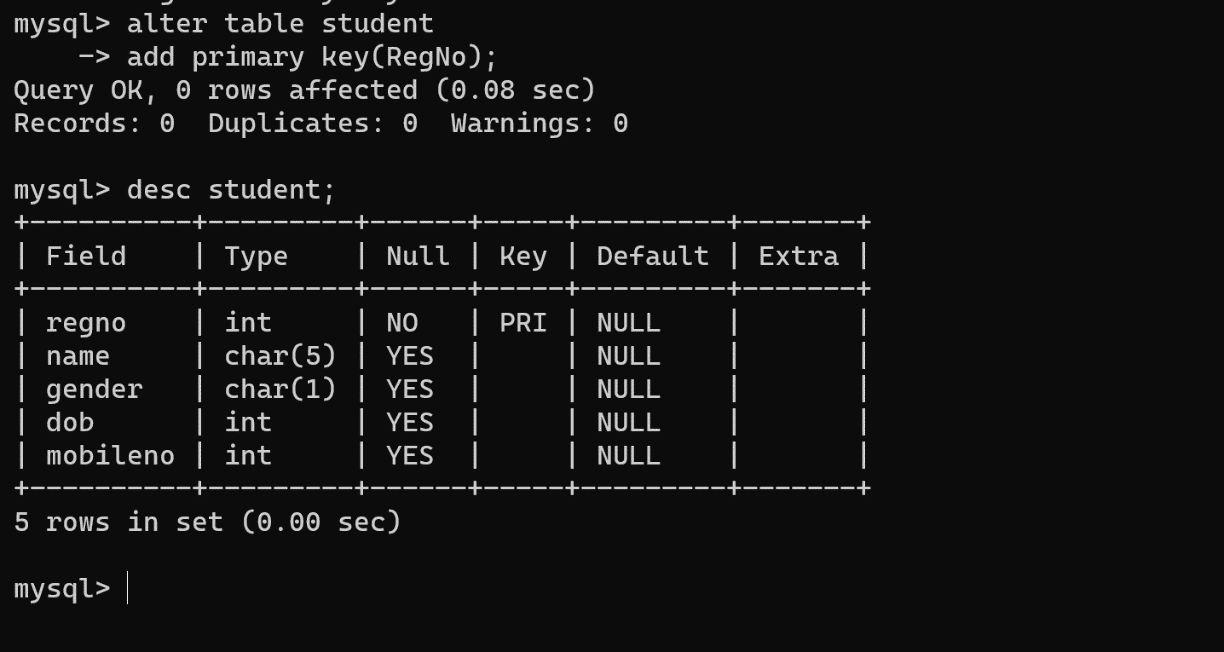 mysql> alter table student
    -> add primary key(RegNo);
Query OK, 0 rows affected (0.08 sec)
Records: 0  Duplicates: 0  Warnings: 0

mysql> desc student;
+----------+---------+------+-----+---------+-------+
| Field    | Type    | Null | Key | Default | Extra |
+----------+---------+------+-----+---------+-------+
| regno    | int     | NO   | PRI | NULL    |       |
| name     | char(5) | YES  |     | NULL    |       |
| gender   | char(1) | YES  |     | NULL    |       |
| dob      | int     | YES  |     | NULL    |       |
| mobileno | int     | YES  |     | NULL    |       |
+----------+---------+------+-----+---------+-------+
5 rows in set (0.00 sec)

mysql>